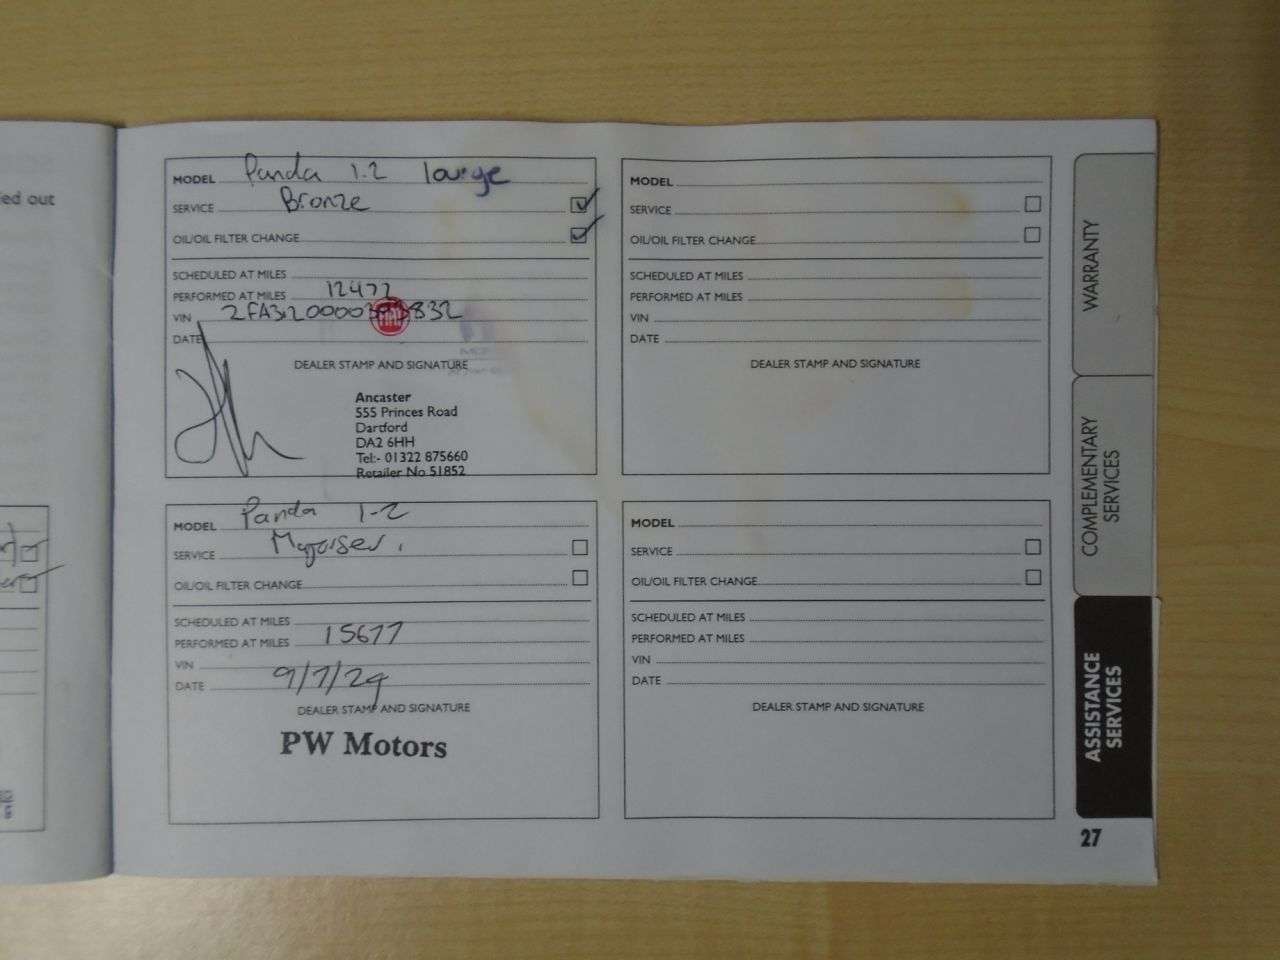 ed out
MODEL Panda 1.2 lounge
SERVICE Bronze
OIL/OIL FILTER CHANGE
SCHEDULED AT MILES
PERFORMED AT MILES 12477
VIN
DATE
DEALER STAMP AND SIGNATURE
Ancaster
555 Princes Road
Dartford
DA2 6HH
Tel:- 01322 875660
Retailer No 51852
MODEL
SERVICE
OIL/OIL FILTER CHANGE
SCHEDULED AT MILES
PERFORMED AT MILES
VIN
DATE
DEALER STAMP AND SIGNATURE
MODEL Panda 1-2
SERVICE
OIL/OIL FILTER CHANGE
SCHEDULED AT MILES
PERFORMED AT MILES 15677
VIN
DATE 9/7/24
DEALER STAMP AND SIGNATURE
PW Motors
MODEL
SERVICE
OIL/OIL FILTER CHANGE
SCHEDULED AT MILES
PERFORMED AT MILES
VIN
DATE
DEALER STAMP AND SIGNATURE
WARRANTY
COMPLEMENTARY
SERVICES
ASSISTANCE
SERVICES
27